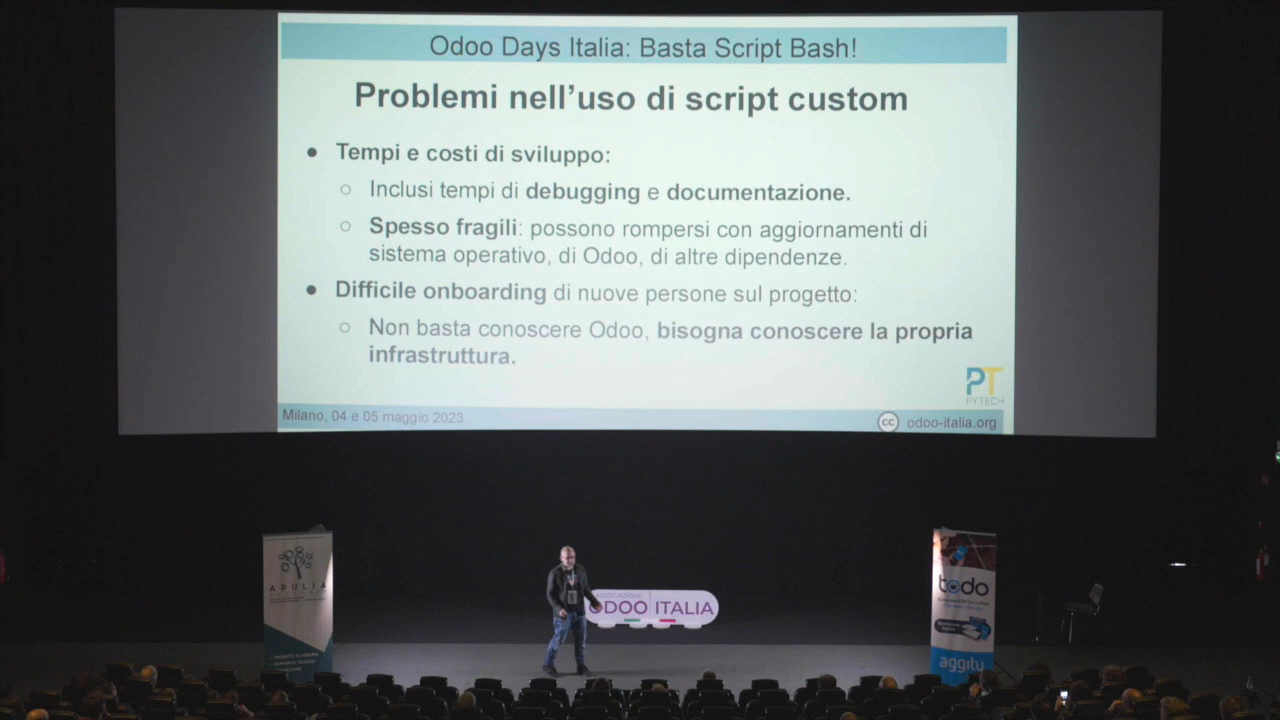 Odoo Days Italia: Basta Script Bash!
Problemi nell'uso di script custom
● Tempi e costi di sviluppo:
○ Inclusi tempi di debugging e documentazione.
○ Spesso fragili: possono rompersi con aggiornamenti di
sistema operativo, di Odoo, di altre dipendenze.
● Difficile onboarding di nuove persone sul progetto:
○ Non basta conoscere Odoo, bisogna conoscere la propria
infrastruttura.
PT
PYTECH
Milano, 04 e 05 maggio 2023
cc odoo-italia.org
APULIA
ASSOCIAZIONE
ODOO ITALIA
todo
aggity